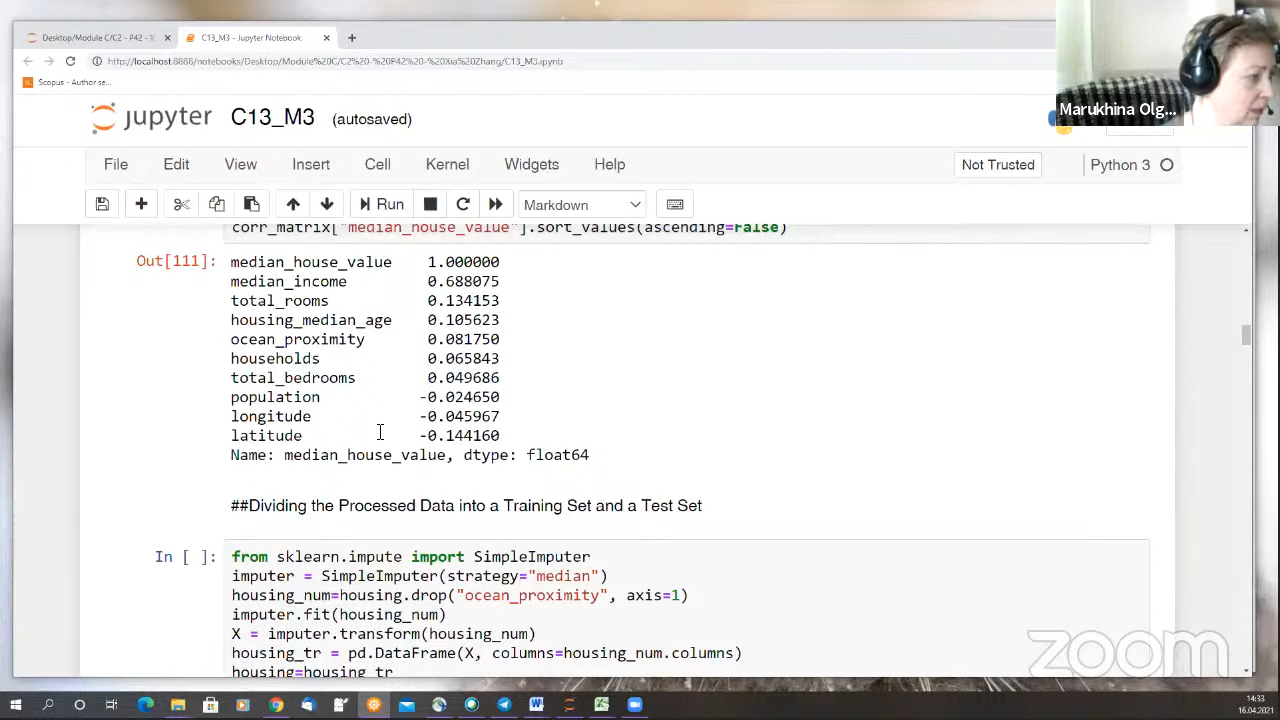 Desktop/Module C/C2 - P42 - X
C13_M3 - Jupyter Notebook
http://localhost:8888/notebooks/Desktop/Module%20C/C2%20-%20P42%20-%20Xia%20Zhang/C13_M3.ipynb
Scopus - Author se...
Marukhina Olg...
jupyter C13_M3 (autosaved)
File Edit View Insert Cell Kernel Widgets Help
Not Trusted
Python 3
Run
Markdown
corr_matrix["median_house_value"].sort_values(ascending=False)
Out[111]: median_house_value 1.000000
median_income 0.688075
total_rooms 0.134153
housing_median_age 0.105623
ocean_proximity 0.081750
households 0.065843
total_bedrooms 0.049686
population -0.024650
longitude -0.045967
latitude -0.144160
Name: median_house_value, dtype: float64
##Dividing the Processed Data into a Training Set and a Test Set
In [ ]: from sklearn.impute import SimpleImputer
imputer = SimpleImputer(strategy="median")
housing_num=housing.drop("ocean_proximity", axis=1)
imputer.fit(housing_num)
X = imputer.transform(housing_num)
housing_tr = pd.DataFrame(X, columns=housing_num.columns)
housing=housing_tr
zoom
14:33
16.04.2021